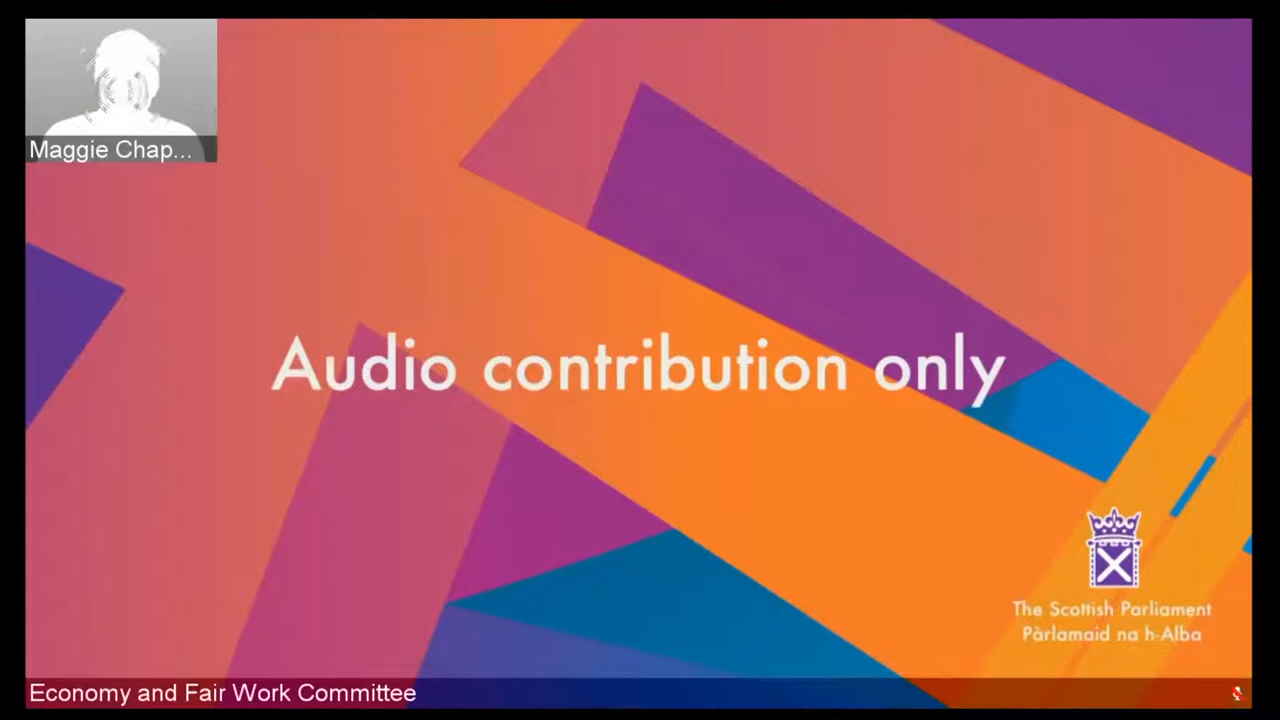 Maggie Chap...
Audio contribution only
The Scottish Parliament
Pàrlamaid na h-Alba
Economy and Fair Work Committee